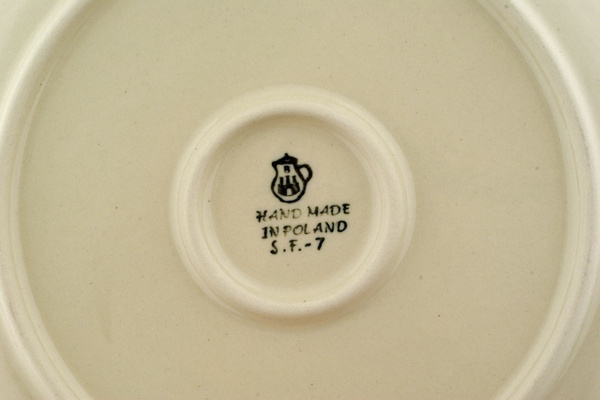 HAND MADE
IN POLAND
S.F.-7